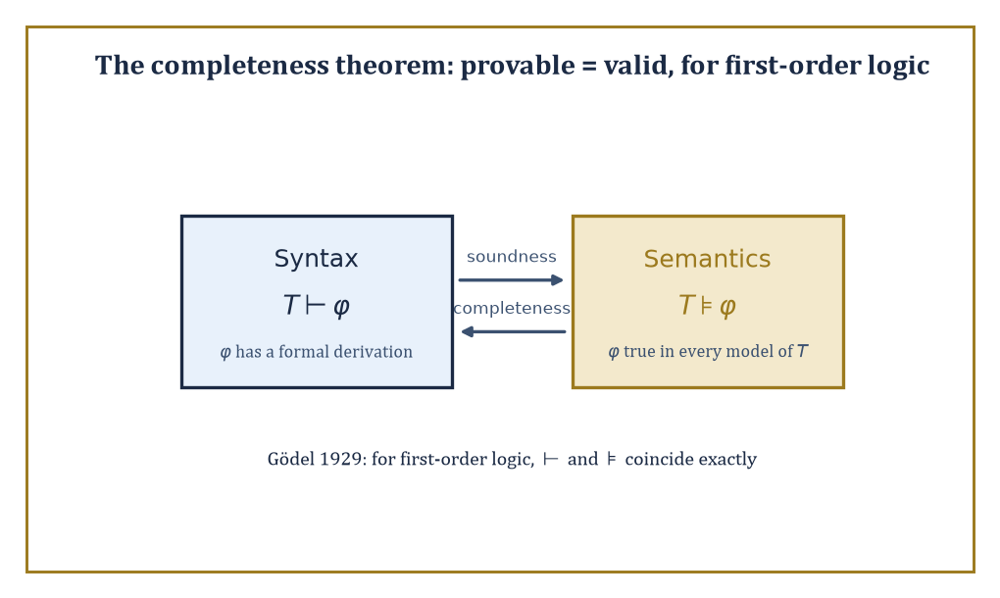 The completeness theorem: provable = valid, for first-order logic
Syntax
T ⊢ φ
φ has a formal derivation
soundness
completeness
Semantics
T ⊧ φ
φ true in every model of T
Gödel 1929: for first-order logic, ⊢ and ⊧ coincide exactly